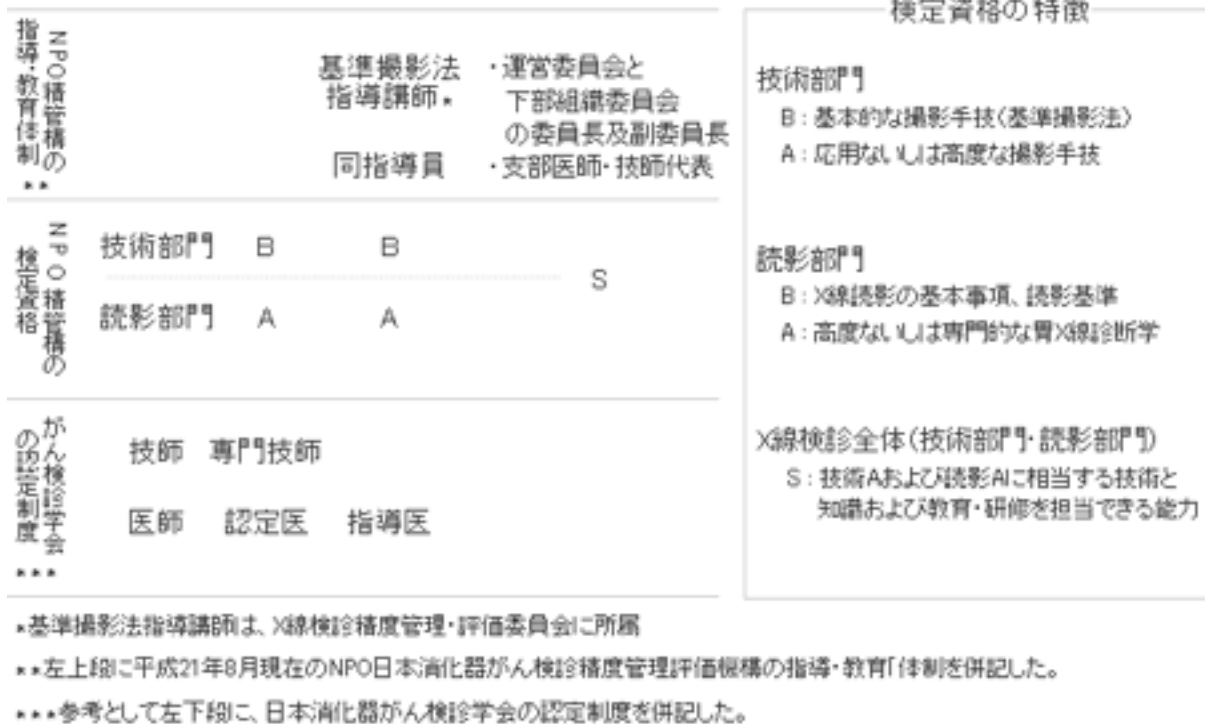 NPO精管構の
指導・教育体制
**
基準撮影法
指導講師*
同指導員
・運営委員会と
下部組織委員会
の委員長及副委員長
・支部医師・技師代表
NPO精管構の
検定資格
技術部門 B B
S
読影部門 A A
がん検診学会
の認定制度
***
技師 専門技師
医師 認定医 指導医
検定資格の特徴
技術部門
B：基本的な撮影手技(基準撮影法)
A：応用ないしは高度な撮影手技
読影部門
B：X線読影の基本事項、読影基準
A：高度ないしは専門的な胃X線診断学
X線検診全体(技術部門・読影部門)
S：技術Aおよび読影Aに相当する技術と
知識および教育・研修を担当できる能力
*基準撮影法指導講師は、X線検診精度管理・評価委員会に所属
**左上段に平成21年8月現在のNPO日本消化器がん検診精度管理評価機構の指導・教育「体制を併記した。
***参考として左下段に、日本消化器がん検診学会の認定制度を併記した。